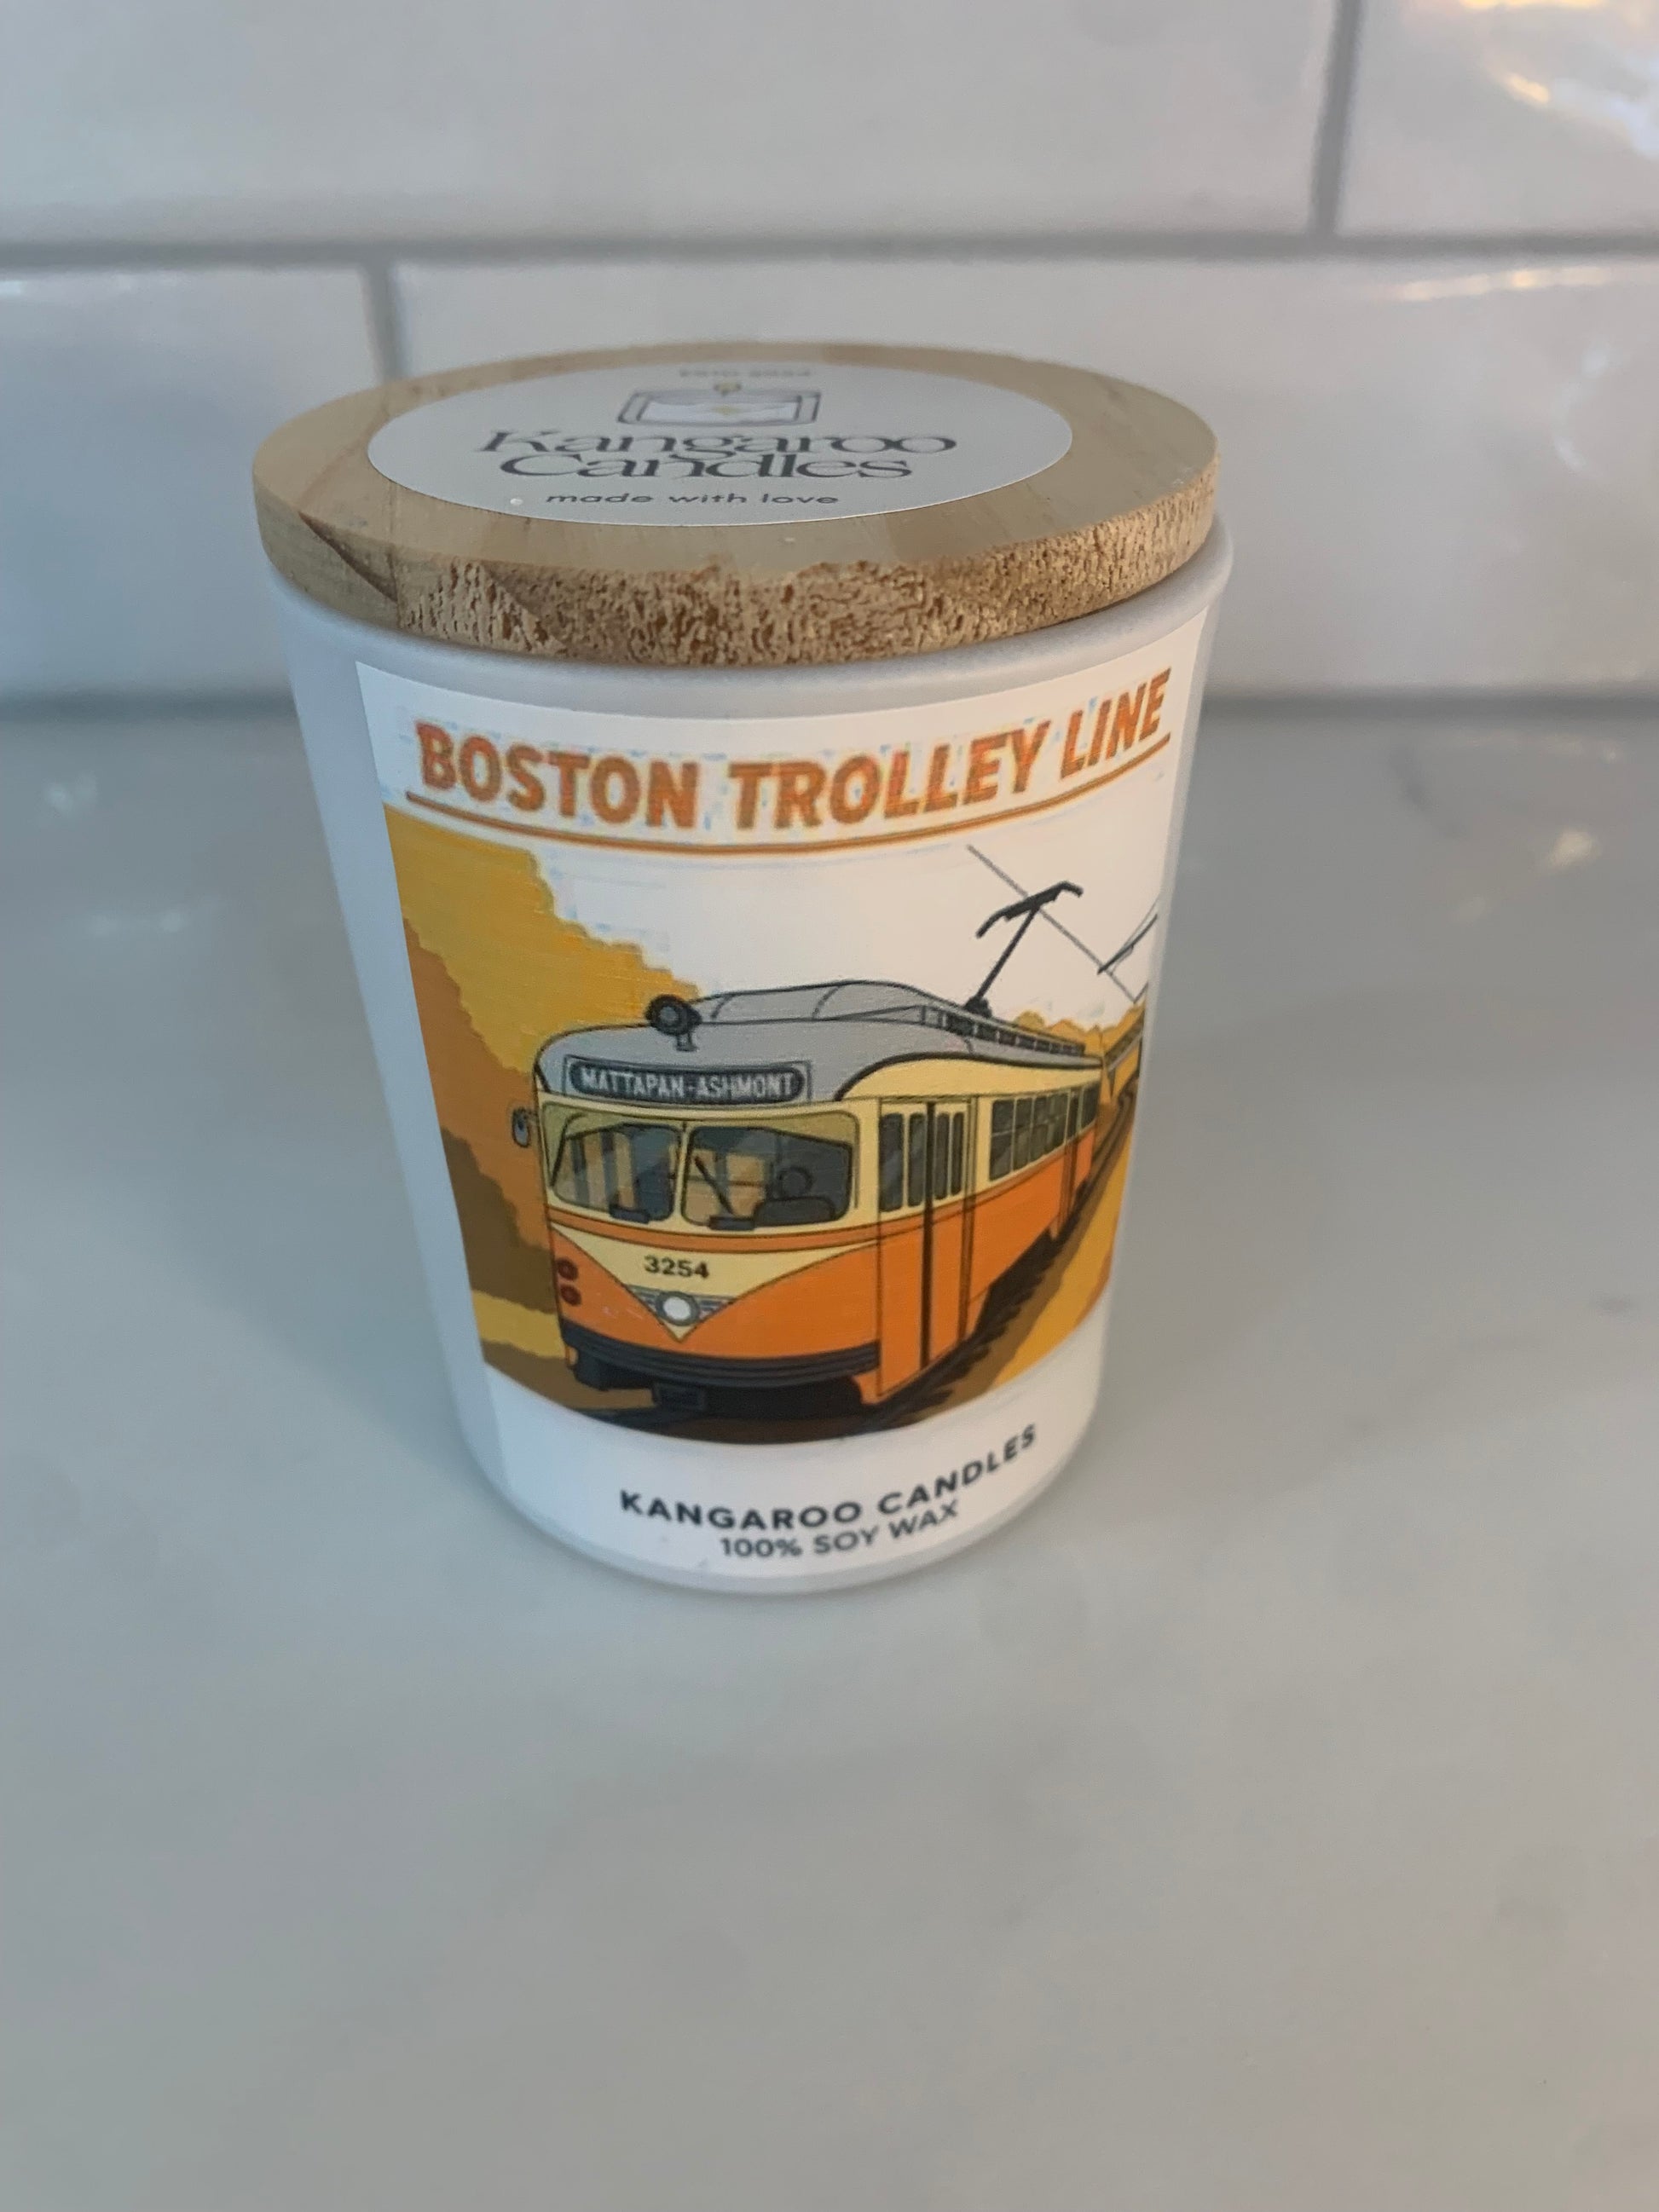 Kangaroo
Candles
made with love
BOSTON TROLLEY LINE
MATTAPAN-ASHMONT
3254
KANGAROO CANDLES
100% SOY WAX